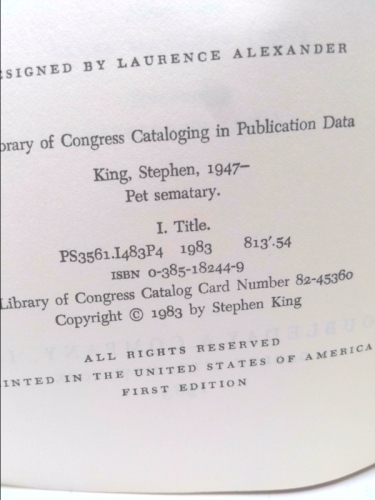 ESIGNED BY LAURENCE ALEXANDER
brary of Congress Cataloging in Publication Data
King, Stephen, 1947–
Pet sematary.
I. Title.
PS3561.I483P4 1983 813'.54
ISBN 0-385-18244-9
Library of Congress Catalog Card Number 82-45360
Copyright © 1983 by Stephen King
ALL RIGHTS RESERVED
INTED IN THE UNITED STATES OF AMERICA
FIRST EDITION